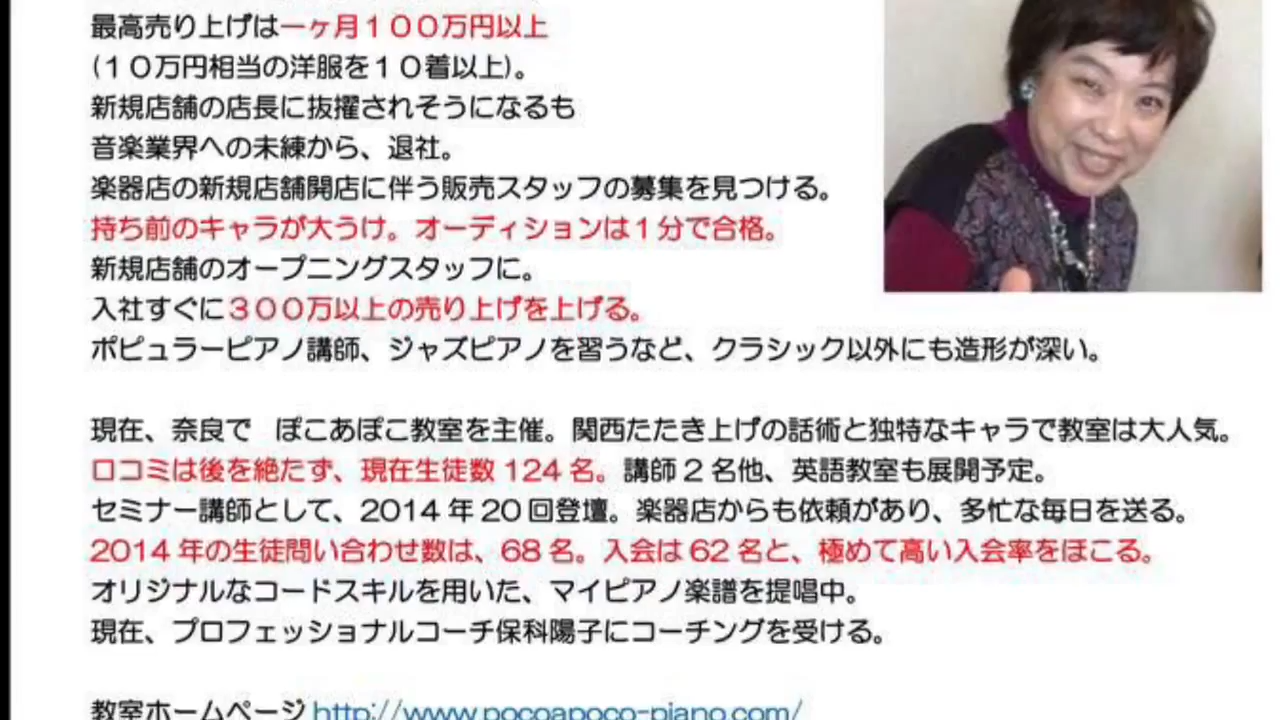 最高売り上げは一ヶ月１００万円以上
(１０万円相当の洋服を１０着以上)。
新規店舗の店長に抜擢されそうになるも
音楽業界への未練から、退社。
楽器店の新規店舗開店に伴う販売スタッフの募集を見つける。
持ち前のキャラが大うけ。オーディションは１分で合格。
新規店舗のオープニングスタッフに。
入社すぐに３００万以上の売り上げを上げる。
ポピュラーピアノ講師、ジャズピアノを習うなど、クラシック以外にも造形が深い。
現在、奈良で　ぽこあぽこ教室を主催。関西たたき上げの話術と独特なキャラで教室は大人気。
口コミは後を絶たず、現在生徒数 124 名。講師 2 名他、英語教室も展開予定。
セミナー講師として、2014 年 20 回登壇。楽器店からも依頼があり、多忙な毎日を送る。
2014 年の生徒問い合わせ数は、68 名。入会は 62 名と、極めて高い入会率をほこる。
オリジナルなコードスキルを用いた、マイピアノ楽譜を提唱中。
現在、プロフェッショナルコーチ保科陽子にコーチングを受ける。
教室ホームページ http://www.pocoapoco-piano.com/